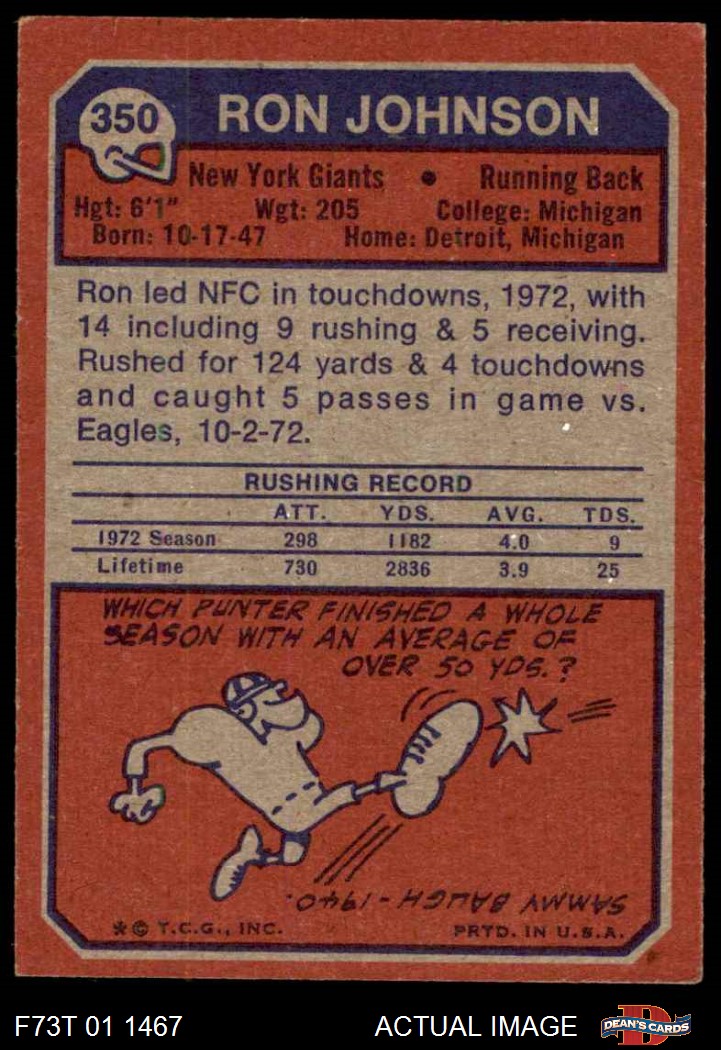 350
RON JOHNSON
New York Giants • Running Back
Hgt: 6'1" Wgt: 205 College: Michigan
Born: 10-17-47 Home: Detroit, Michigan
Ron led NFC in touchdowns, 1972, with
14 including 9 rushing & 5 receiving.
Rushed for 124 yards & 4 touchdowns
and caught 5 passes in game vs.
Eagles, 10-2-72.
RUSHING RECORD
ATT. YDS. AVG. TDS.
1972 Season 298 1182 4.0 9
Lifetime 730 2836 3.9 25
WHICH PUNTER FINISHED A WHOLE
SEASON WITH AN AVERAGE OF
OVER 50 YDS.?
SAMMY BAUGH - 1940.
*© T.C.G., INC. PRTD. IN U.S.A.
F73T 01 1467 ACTUAL IMAGE
D
DEAN'S CARDS